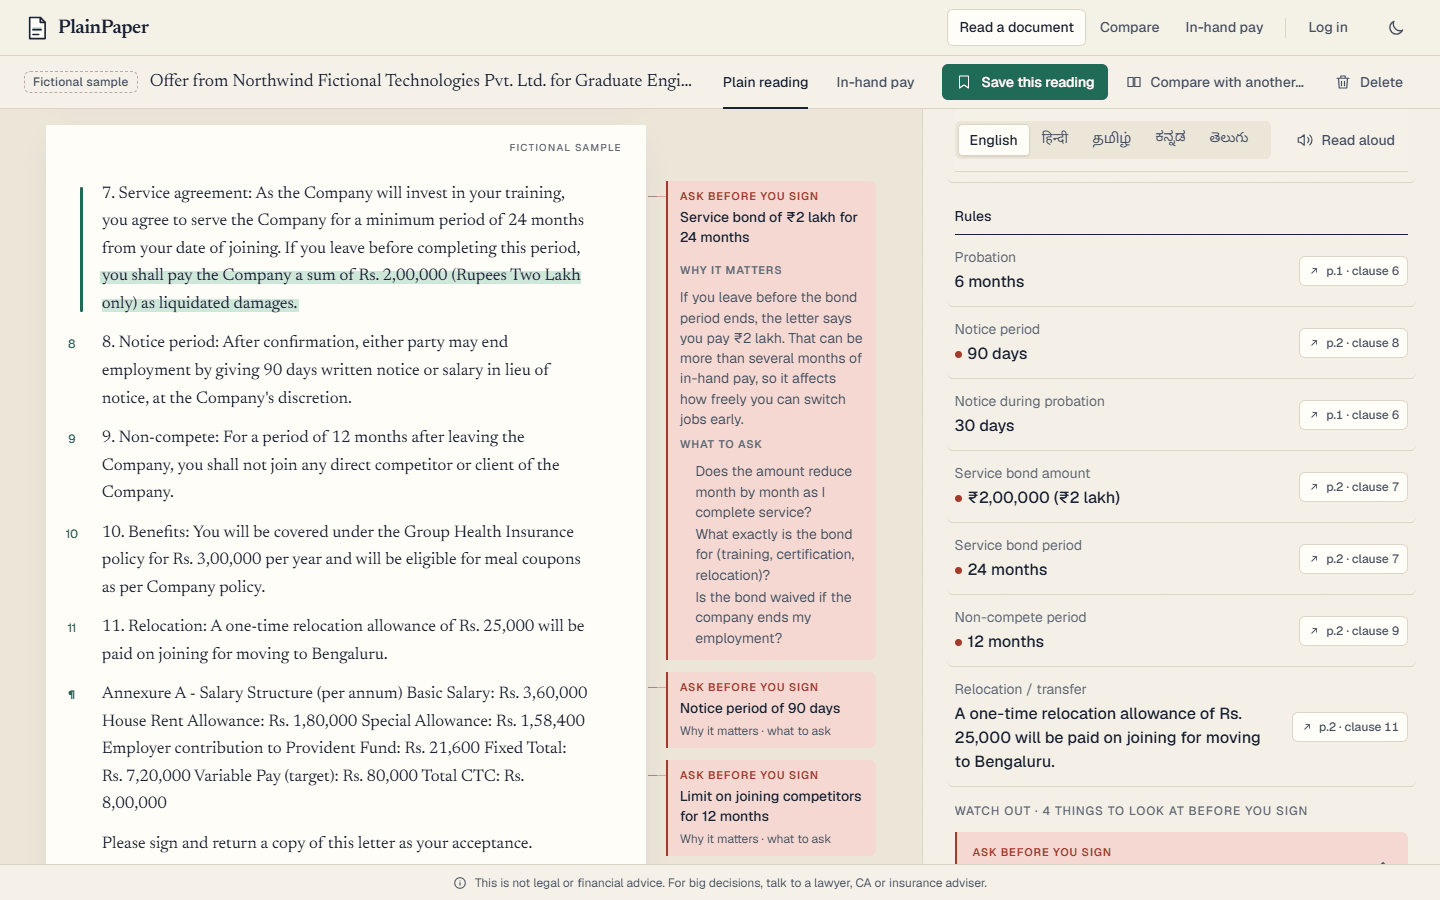 PlainPaper
Read a document
Compare
In-hand pay
Log in
Fictional sample
Offer from Northwind Fictional Technologies Pvt. Ltd. for Graduate Engi...
Plain reading
In-hand pay
Save this reading
Compare with another...
Delete
FICTIONAL SAMPLE
7. Service agreement: As the Company will invest in your training,
you agree to serve the Company for a minimum period of 24 months
from your date of joining. If you leave before completing this period,
you shall pay the Company a sum of Rs. 2,00,000 (Rupees Two Lakh
only) as liquidated damages.
8
8. Notice period: After confirmation, either party may end
employment by giving 90 days written notice or salary in lieu of
notice, at the Company's discretion.
9
9. Non-compete: For a period of 12 months after leaving the
Company, you shall not join any direct competitor or client of the
Company.
10
10. Benefits: You will be covered under the Group Health Insurance
policy for Rs. 3,00,000 per year and will be eligible for meal coupons
as per Company policy.
11
11. Relocation: A one-time relocation allowance of Rs. 25,000 will be
paid on joining for moving to Bengaluru.
¶
Annexure A - Salary Structure (per annum) Basic Salary: Rs. 3,60,000
House Rent Allowance: Rs. 1,80,000 Special Allowance: Rs. 1,58,400
Employer contribution to Provident Fund: Rs. 21,600 Fixed Total:
Rs. 7,20,000 Variable Pay (target): Rs. 80,000 Total CTC: Rs.
8,00,000
Please sign and return a copy of this letter as your acceptance.
ASK BEFORE YOU SIGN
Service bond of ₹2 lakh for
24 months
WHY IT MATTERS
If you leave before the bond
period ends, the letter says
you pay ₹2 lakh. That can be
more than several months of
in-hand pay, so it affects
how freely you can switch
jobs early.
WHAT TO ASK
Does the amount reduce
month by month as I
complete service?
What exactly is the bond
for (training, certification,
relocation)?
Is the bond waived if the
company ends my
employment?
ASK BEFORE YOU SIGN
Notice period of 90 days
Why it matters · what to ask
ASK BEFORE YOU SIGN
Limit on joining competitors
for 12 months
Why it matters · what to ask
English
हिन्दी
தமிழ்
ಕನ್ನಡ
తెలుగు
Read aloud
Rules
Probation
6 months
p.1 · clause 6
Notice period
90 days
p.2 · clause 8
Notice during probation
30 days
p.1 · clause 6
Service bond amount
₹2,00,000 (₹2 lakh)
p.2 · clause 7
Service bond period
24 months
p.2 · clause 7
Non-compete period
12 months
p.2 · clause 9
Relocation / transfer
A one-time relocation allowance of Rs.
25,000 will be paid on joining for moving
to Bengaluru.
p.2 · clause 11
WATCH OUT · 4 THINGS TO LOOK AT BEFORE YOU SIGN
ASK BEFORE YOU SIGN
This is not legal or financial advice. For big decisions, talk to a lawyer, CA or insurance adviser.